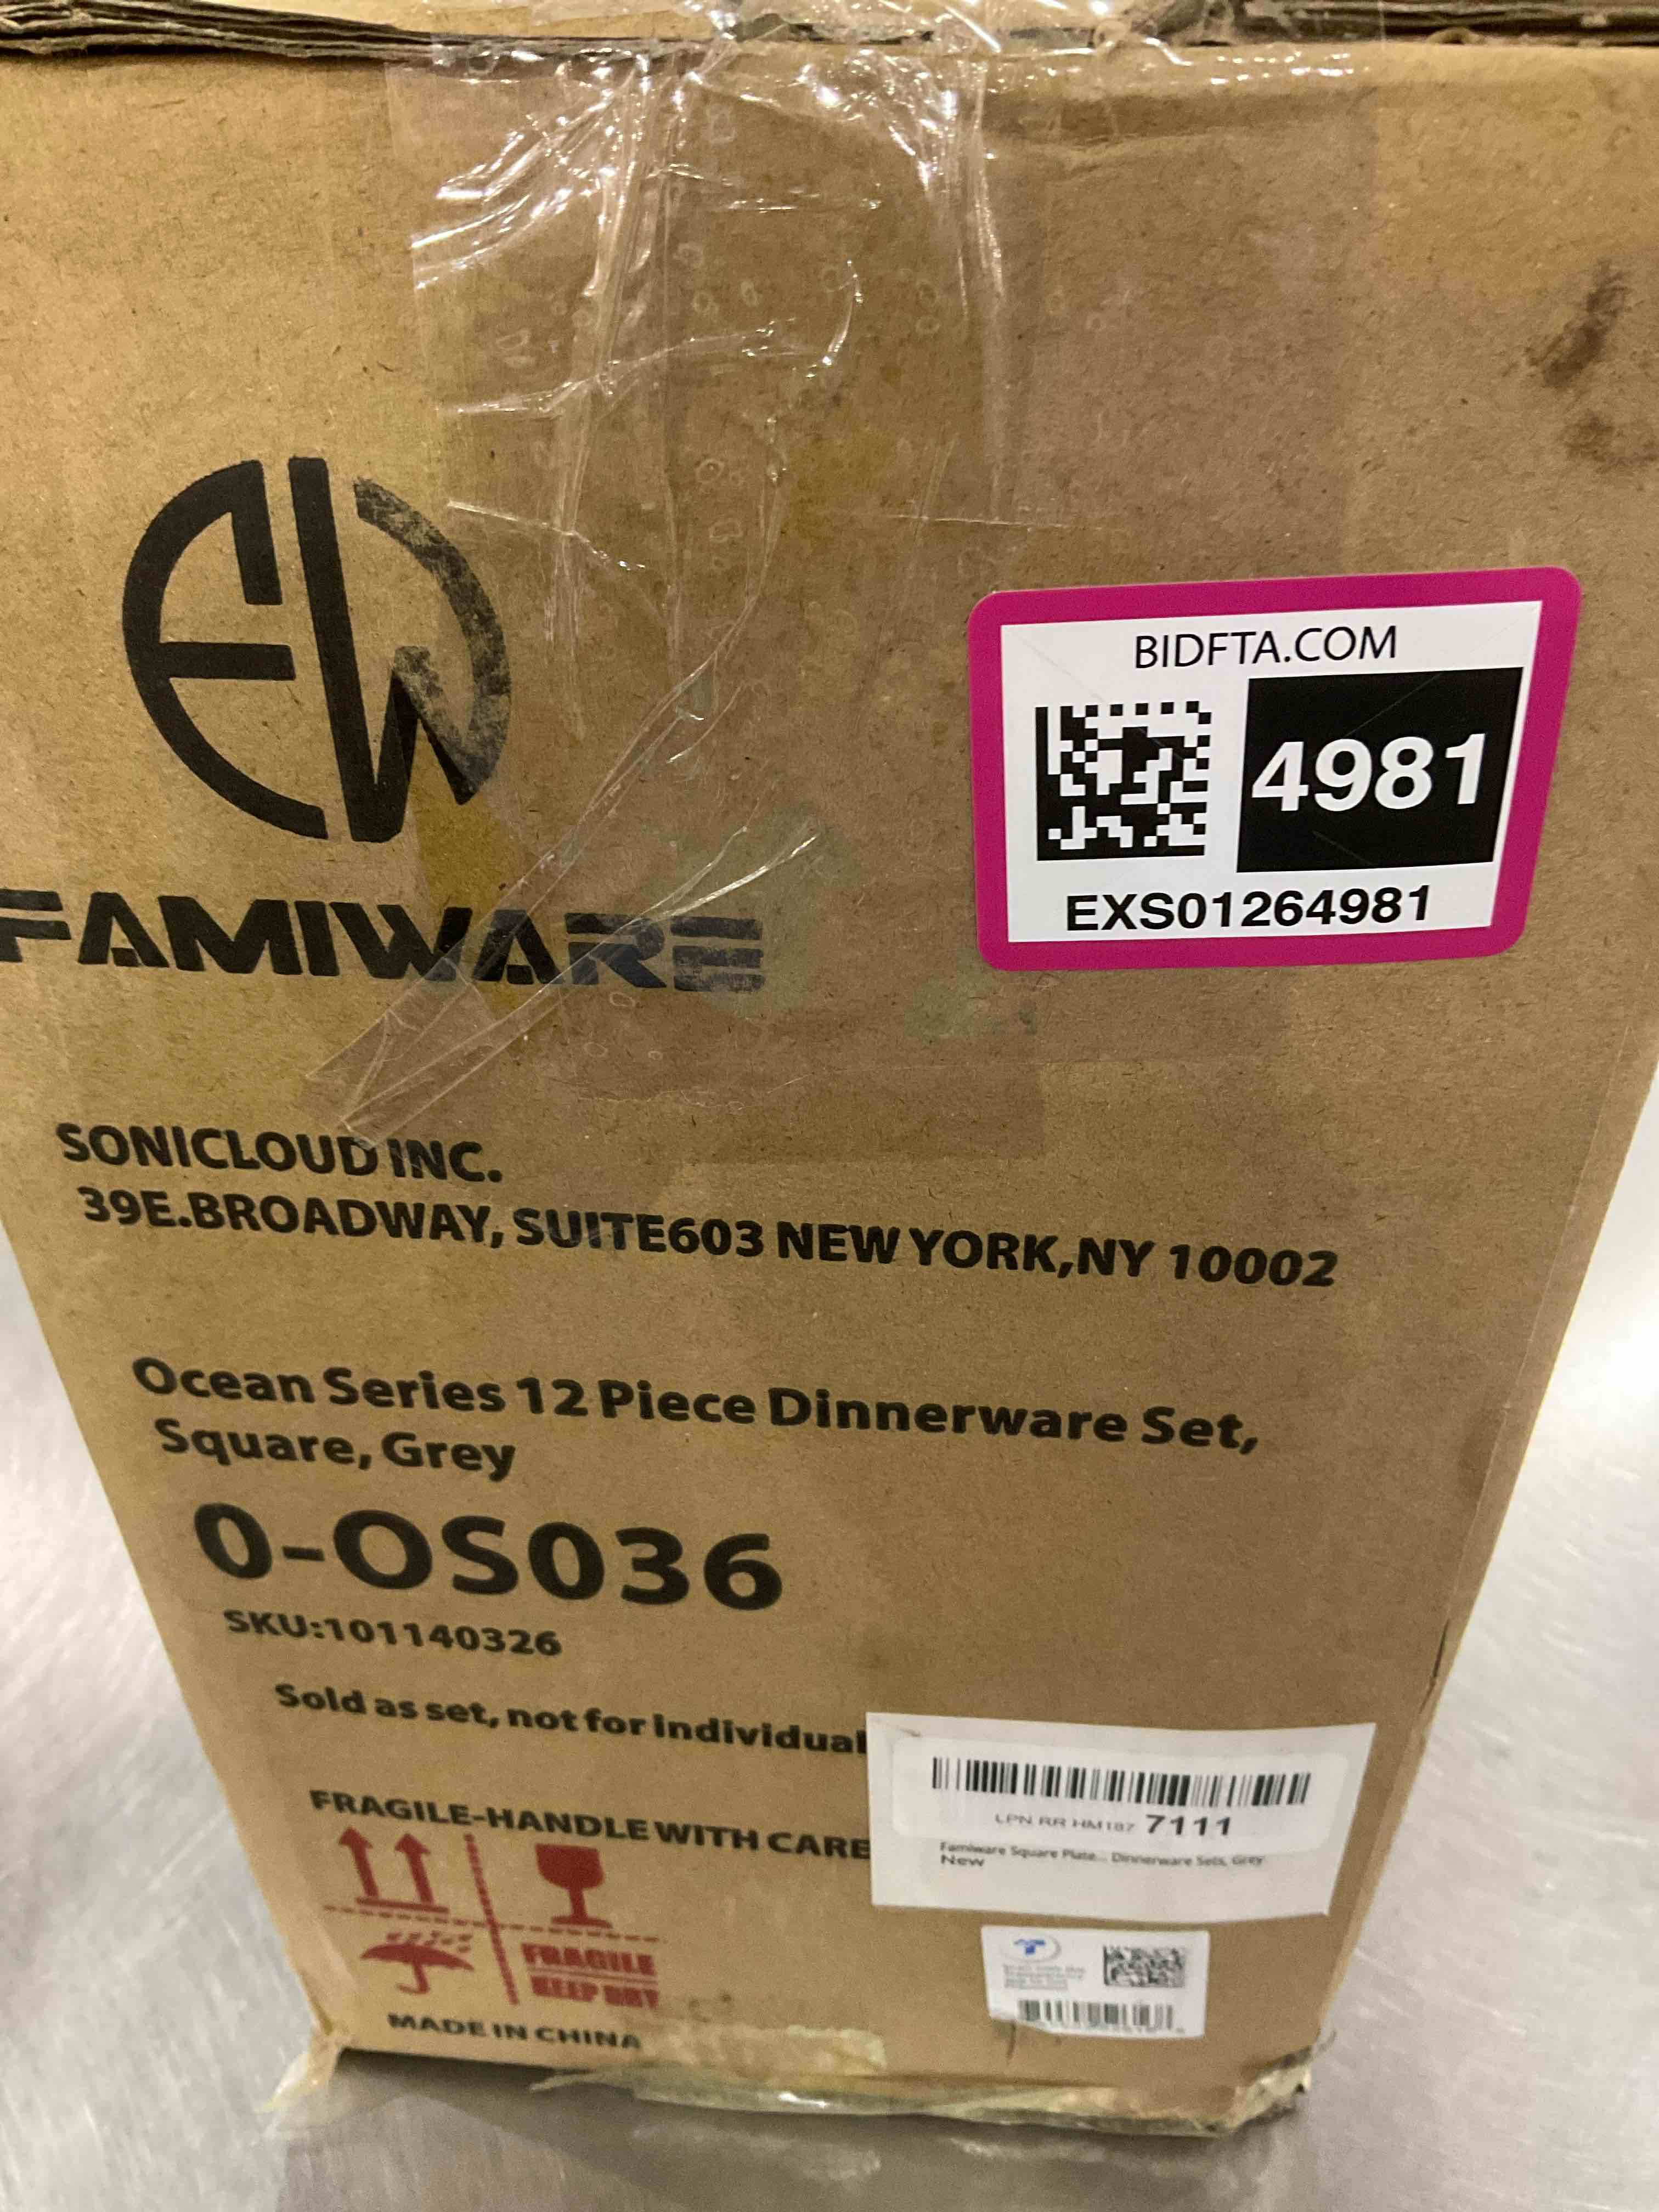 FAMIWARE
BIDFTA.COM
4981
EXS01264981
SONICLOUD INC.
39E.BROADWAY, SUITE603 NEW YORK,NY 10002
Ocean Series 12 Piece Dinnerware Set,
Square, Grey
0-OS036
SKU:101140326
Sold as set, not for Individual
FRAGILE-HANDLE WITH CARE
FRAGILE
KEEP DRY
MADE IN CHINA
LPN RR HM187 7111
Famiware Square Plate... Dinnerware Sets, Grey
New